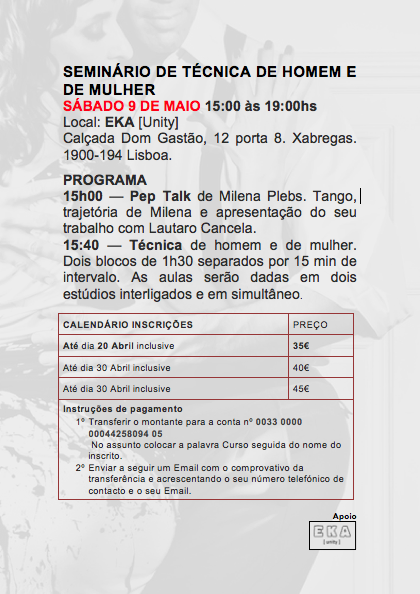 SEMINÁRIO DE TÉCNICA DE HOMEM E
DE MULHER
SÁBADO 9 DE MAIO 15:00 às 19:00hs
Local: EKA [Unity]
Calçada Dom Gastão, 12 porta 8. Xabregas.
1900-194 Lisboa.
PROGRAMA
15h00 — Pep Talk de Milena Plebs. Tango,
trajetória de Milena e apresentação do seu
trabalho com Lautaro Cancela.
15:40 — Técnica de homem e de mulher.
Dois blocos de 1h30 separados por 15 min de
intervalo. As aulas serão dadas em dois
estúdios interligados e em simultâneo.
CALENDÁRIO INSCRIÇÕES PREÇO
Até dia 20 Abril inclusive 35€
Até dia 30 Abril inclusive 40€
Até dia 30 Abril inclusive 45€
Instruções de pagamento
1º Transferir o montante para a conta nº 0033 0000
00044258094 05
No assunto colocar a palavra Curso seguida do nome do
inscrito.
2º Enviar a seguir um Email com o comprovativo da
transferência e acrescentando o seu número telefónico de
contacto e o seu Email.
Apoio
EKA
[unity]